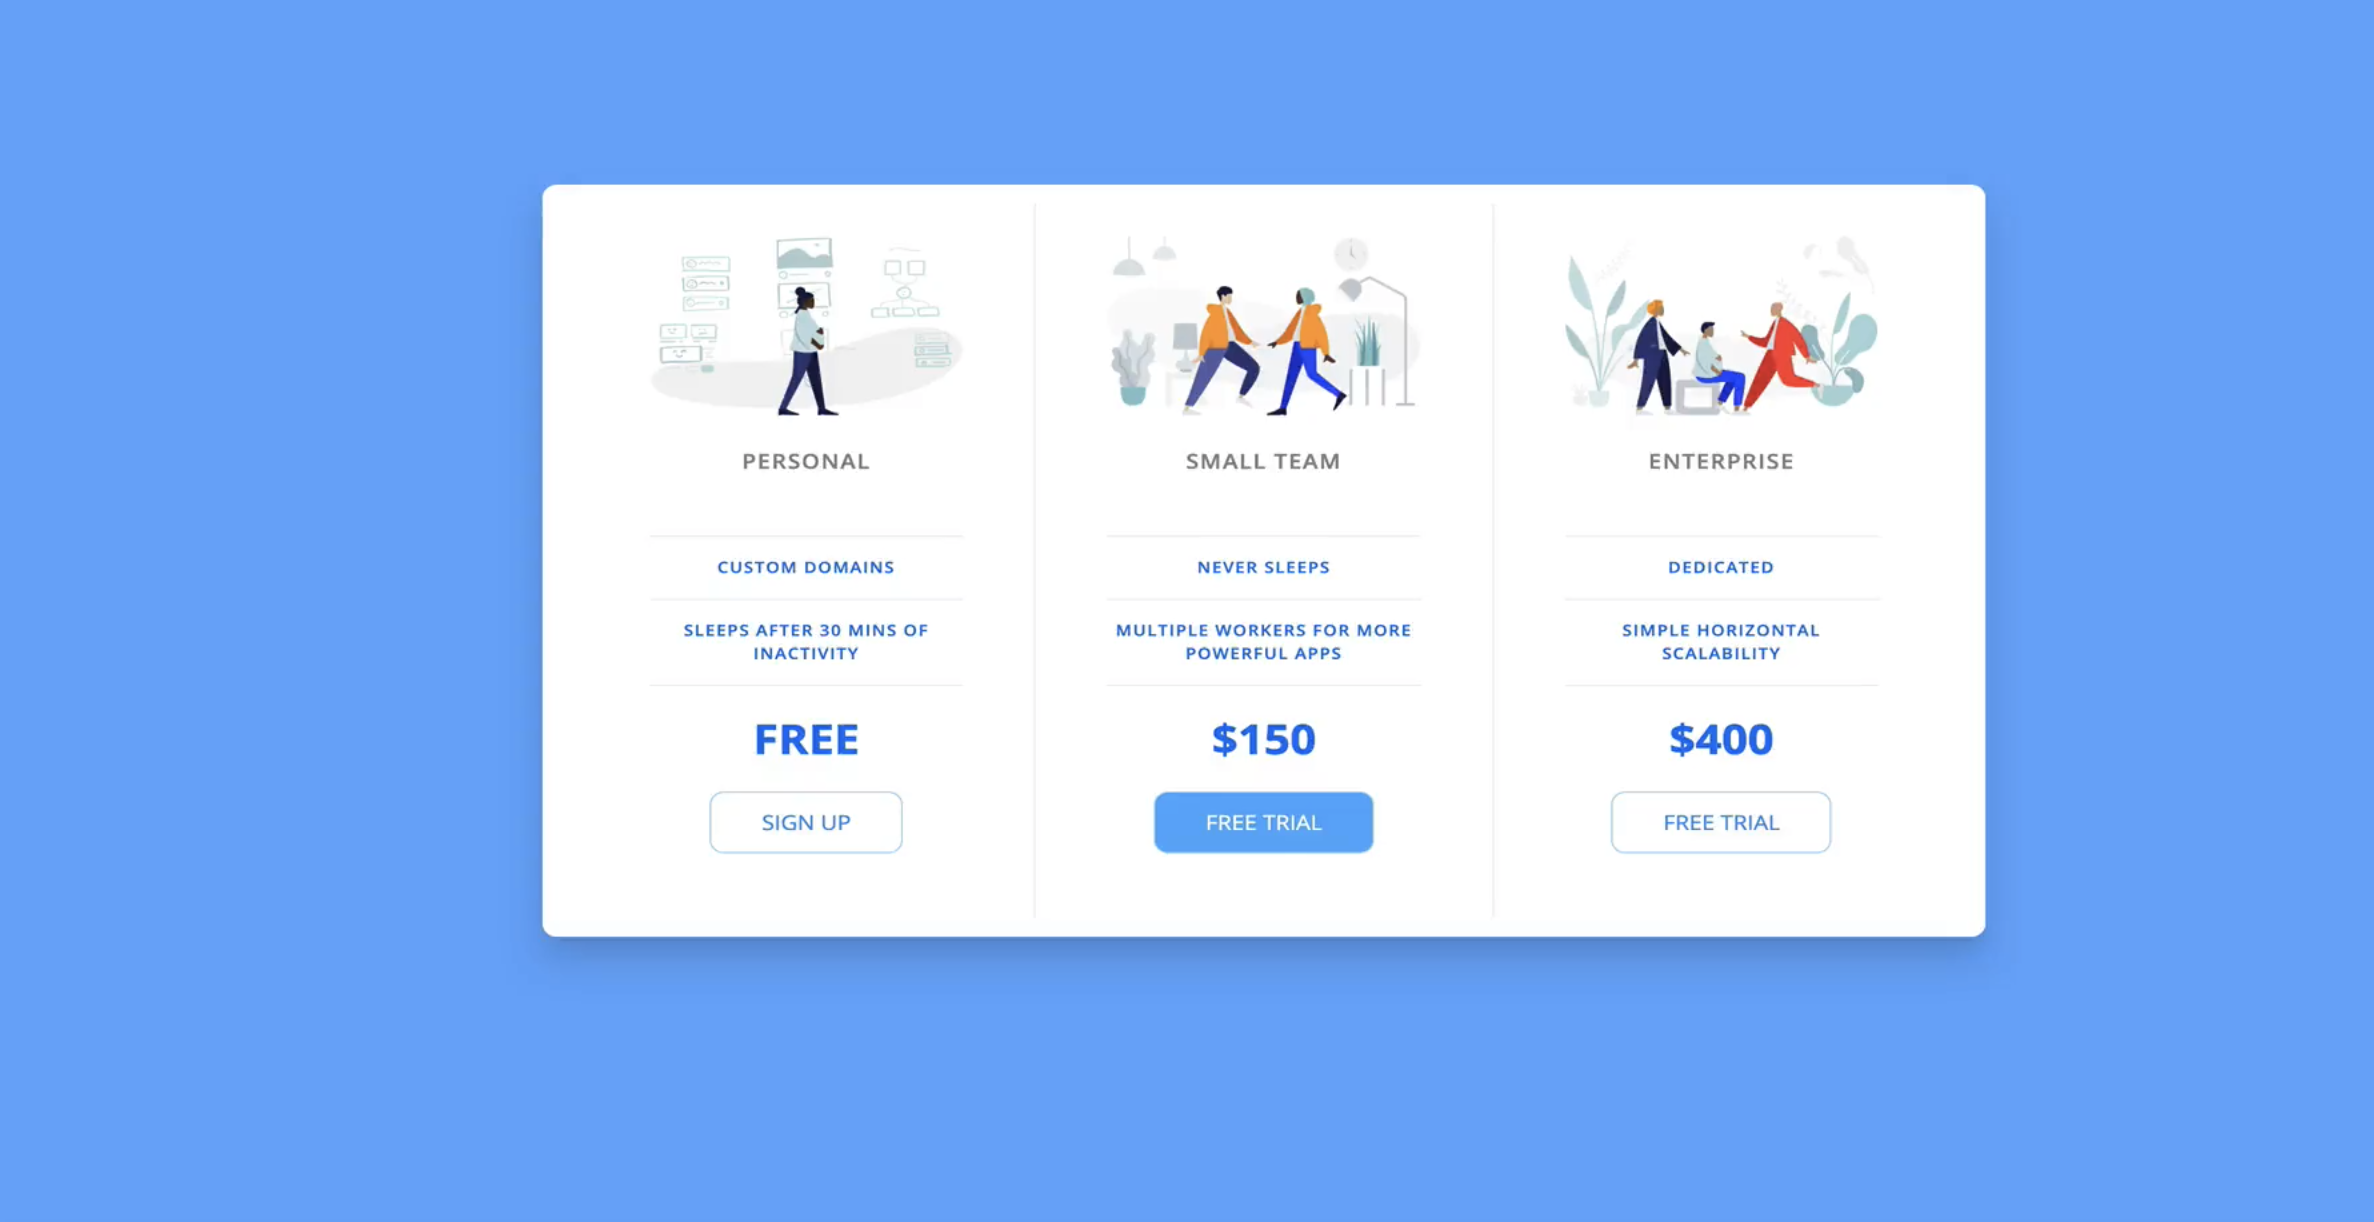 PERSONAL
CUSTOM DOMAINS
SLEEPS AFTER 30 MINS OF
INACTIVITY
FREE
SIGN UP
SMALL TEAM
NEVER SLEEPS
MULTIPLE WORKERS FOR MORE
POWERFUL APPS
$150
FREE TRIAL
ENTERPRISE
DEDICATED
SIMPLE HORIZONTAL
SCALABILITY
$400
FREE TRIAL